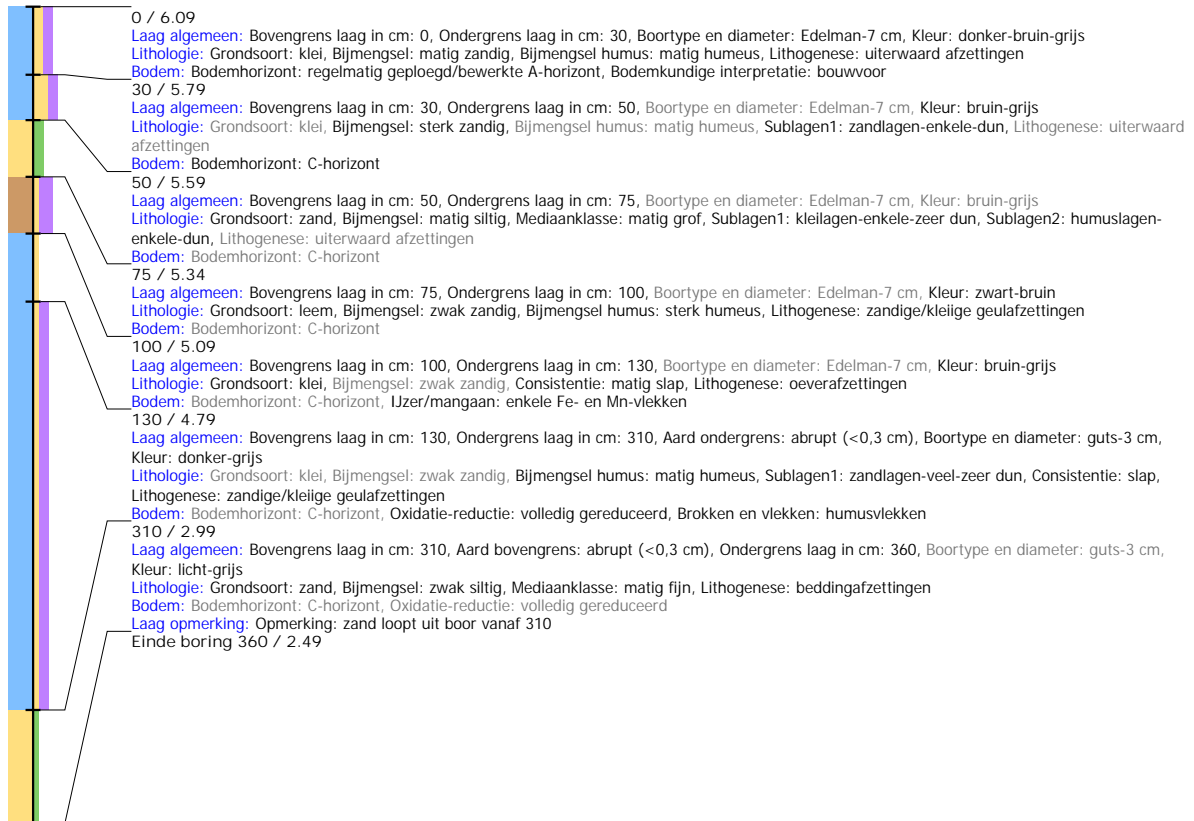 0 / 6.09
Laag algemeen: Bovengrens laag in cm: 0, Ondergrens laag in cm: 30, Boortype en diameter: Edelman-7 cm, Kleur: donker-bruin-grijs
Lithologie: Grondsoort: klei, Bijmengsel: matig zandig, Bijmengsel humus: matig humeus, Lithogenese: uiterwaard afzettingen
Bodem: Bodemhorizont: regelmatig geploegd/bewerkte A-horizont, Bodemkundige interpretatie: bouwvoor
30 / 5.79
Laag algemeen: Bovengrens laag in cm: 30, Ondergrens laag in cm: 50, Boortype en diameter: Edelman-7 cm, Kleur: bruin-grijs
Lithologie: Grondsoort: klei, Bijmengsel: sterk zandig, Bijmengsel humus: matig humeus, Sublagen1: zandlagen-enkele-dun, Lithogenese: uiterwaard
afzettingen
Bodem: Bodemhorizont: C-horizont
50 / 5.59
Laag algemeen: Bovengrens laag in cm: 50, Ondergrens laag in cm: 75, Boortype en diameter: Edelman-7 cm, Kleur: bruin-grijs
Lithologie: Grondsoort: zand, Bijmengsel: matig siltig, Mediaanklasse: matig grof, Sublagen1: kleilagen-enkele-zeer dun, Sublagen2: humuslagen-
enkele-dun, Lithogenese: uiterwaard afzettingen
Bodem: Bodemhorizont: C-horizont
75 / 5.34
Laag algemeen: Bovengrens laag in cm: 75, Ondergrens laag in cm: 100, Boortype en diameter: Edelman-7 cm, Kleur: zwart-bruin
Lithologie: Grondsoort: leem, Bijmengsel: zwak zandig, Bijmengsel humus: sterk humeus, Lithogenese: zandige/kleiige geulafzettingen
Bodem: Bodemhorizont: C-horizont
100 / 5.09
Laag algemeen: Bovengrens laag in cm: 100, Ondergrens laag in cm: 130, Boortype en diameter: Edelman-7 cm, Kleur: bruin-grijs
Lithologie: Grondsoort: klei, Bijmengsel: zwak zandig, Consistentie: matig slap, Lithogenese: oeverafzettingen
Bodem: Bodemhorizont: C-horizont, IJzer/mangaan: enkele Fe- en Mn-vlekken
130 / 4.79
Laag algemeen: Bovengrens laag in cm: 130, Ondergrens laag in cm: 310, Aard ondergrens: abrupt (<0,3 cm), Boortype en diameter: guts-3 cm,
Kleur: donker-grijs
Lithologie: Grondsoort: klei, Bijmengsel: zwak zandig, Bijmengsel humus: matig humeus, Sublagen1: zandlagen-veel-zeer dun, Consistentie: slap,
Lithogenese: zandige/kleiige geulafzettingen
Bodem: Bodemhorizont: C-horizont, Oxidatie-reductie: volledig gereduceerd, Brokken en vlekken: humusvlekken
310 / 2.99
Laag algemeen: Bovengrens laag in cm: 310, Aard bovengrens: abrupt (<0,3 cm), Ondergrens laag in cm: 360, Boortype en diameter: guts-3 cm,
Kleur: licht-grijs
Lithologie: Grondsoort: zand, Bijmengsel: zwak siltig, Mediaanklasse: matig fijn, Lithogenese: beddingafzettingen
Bodem: Bodemhorizont: C-horizont, Oxidatie-reductie: volledig gereduceerd
Laag opmerking: Opmerking: zand loopt uit boor vanaf 310
Einde boring 360 / 2.49